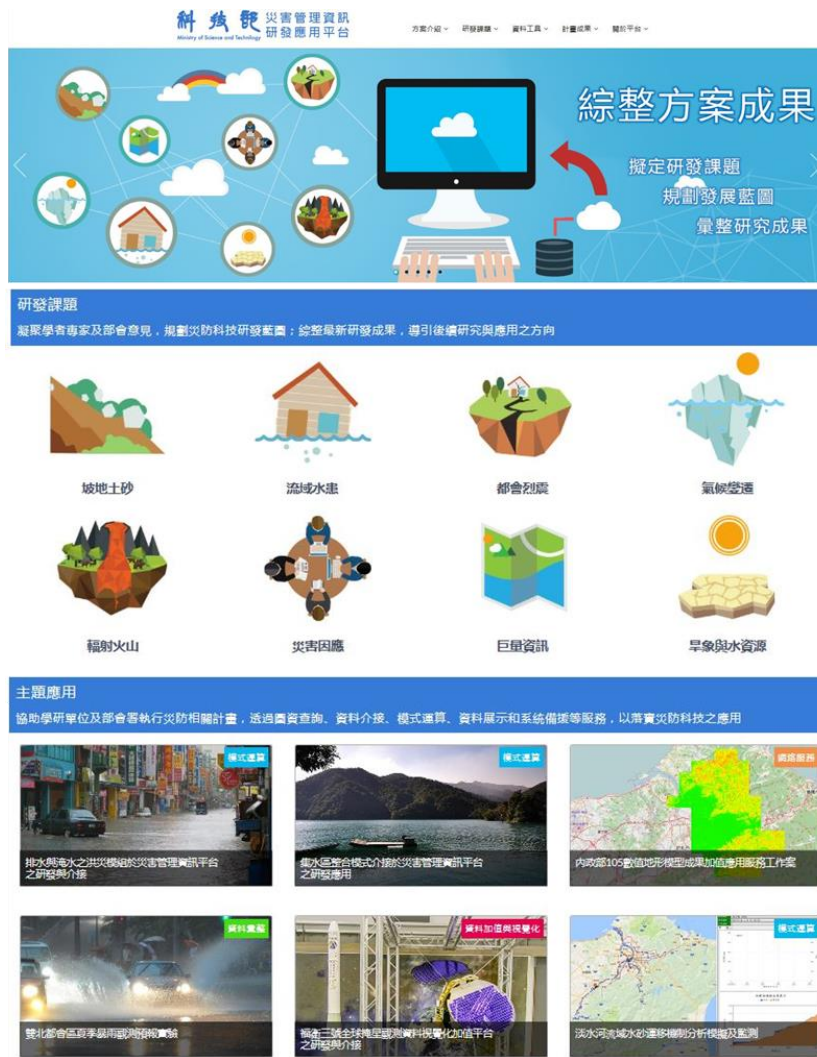 科技部
Ministry of Science and Technology
災害管理資訊
研發應用平台
方案介紹
研發課題
資料工具
計畫成果
關於平台
綜整方案成果
擬定研發課題
規劃發展藍圖
彙整研究成果
研發課題
凝聚學者專家及部會意見，規劃災防科技研發藍圖；綜整最新研發成果，導引後續研究與應用之方向
坡地土砂
流域水患
都會烈震
氣候變遷
輻射火山
災害因應
巨量資訊
旱象與水資源
主題應用
協助學研單位及部會署執行災防相關計畫，透過圖資查詢、資料介接、模式運算、資料展示和系統備援等服務，以落實災防科技之應用
模式運算
排水與淹水之洪災模組於災害管理資訊平台
之研發與介接
模式運算
集水區整合模式介接於災害管理資訊平台
之研發應用
網路服務
內政部105數值地形模型成果加值應用服務工作案
資料彙整
雙北都會區夏季暴雨觀測預報實驗
資料加值與視覺化
福衛三號全球掩星觀測資料視覺化加值平台
之研發與介接
模式運算
淡水河流域水砂運移機制分析模擬及監測